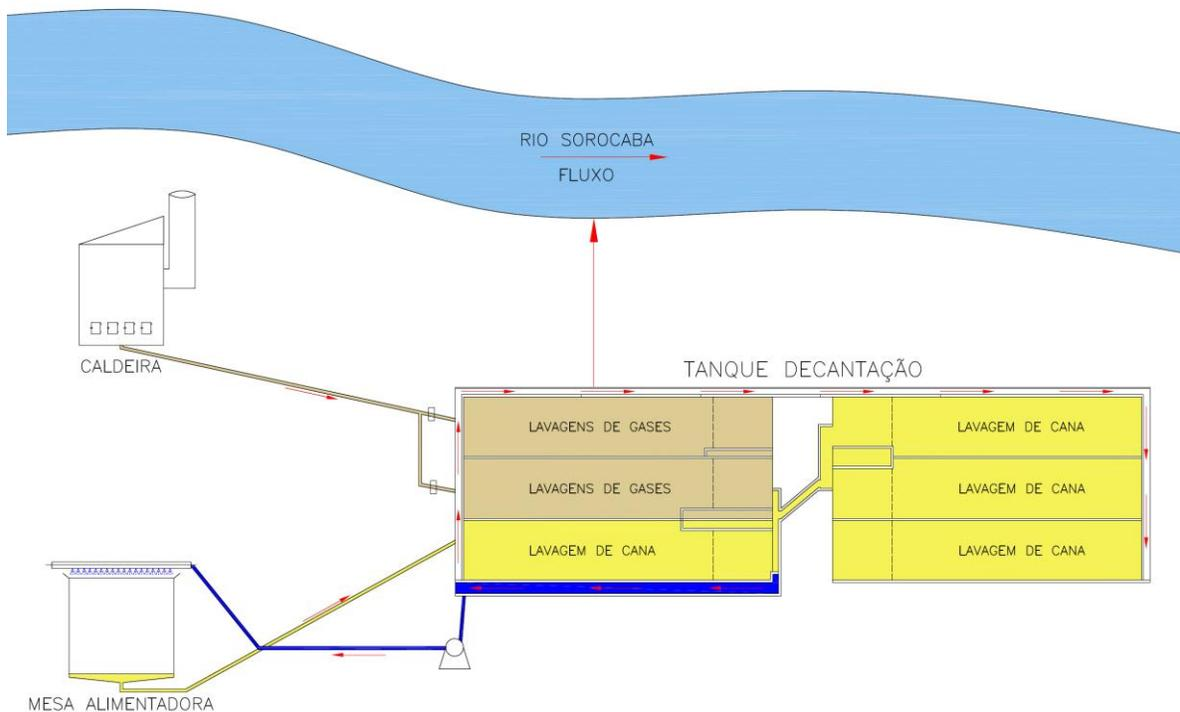 RIO SOROCABA
FLUXO
CALDEIRA
TANQUE DECANTAÇÃO
LAVAGENS DE GASES
LAVAGEM DE CANA
LAVAGENS DE GASES
LAVAGEM DE CANA
LAVAGEM DE CANA
LAVAGEM DE CANA
MESA ALIMENTADORA